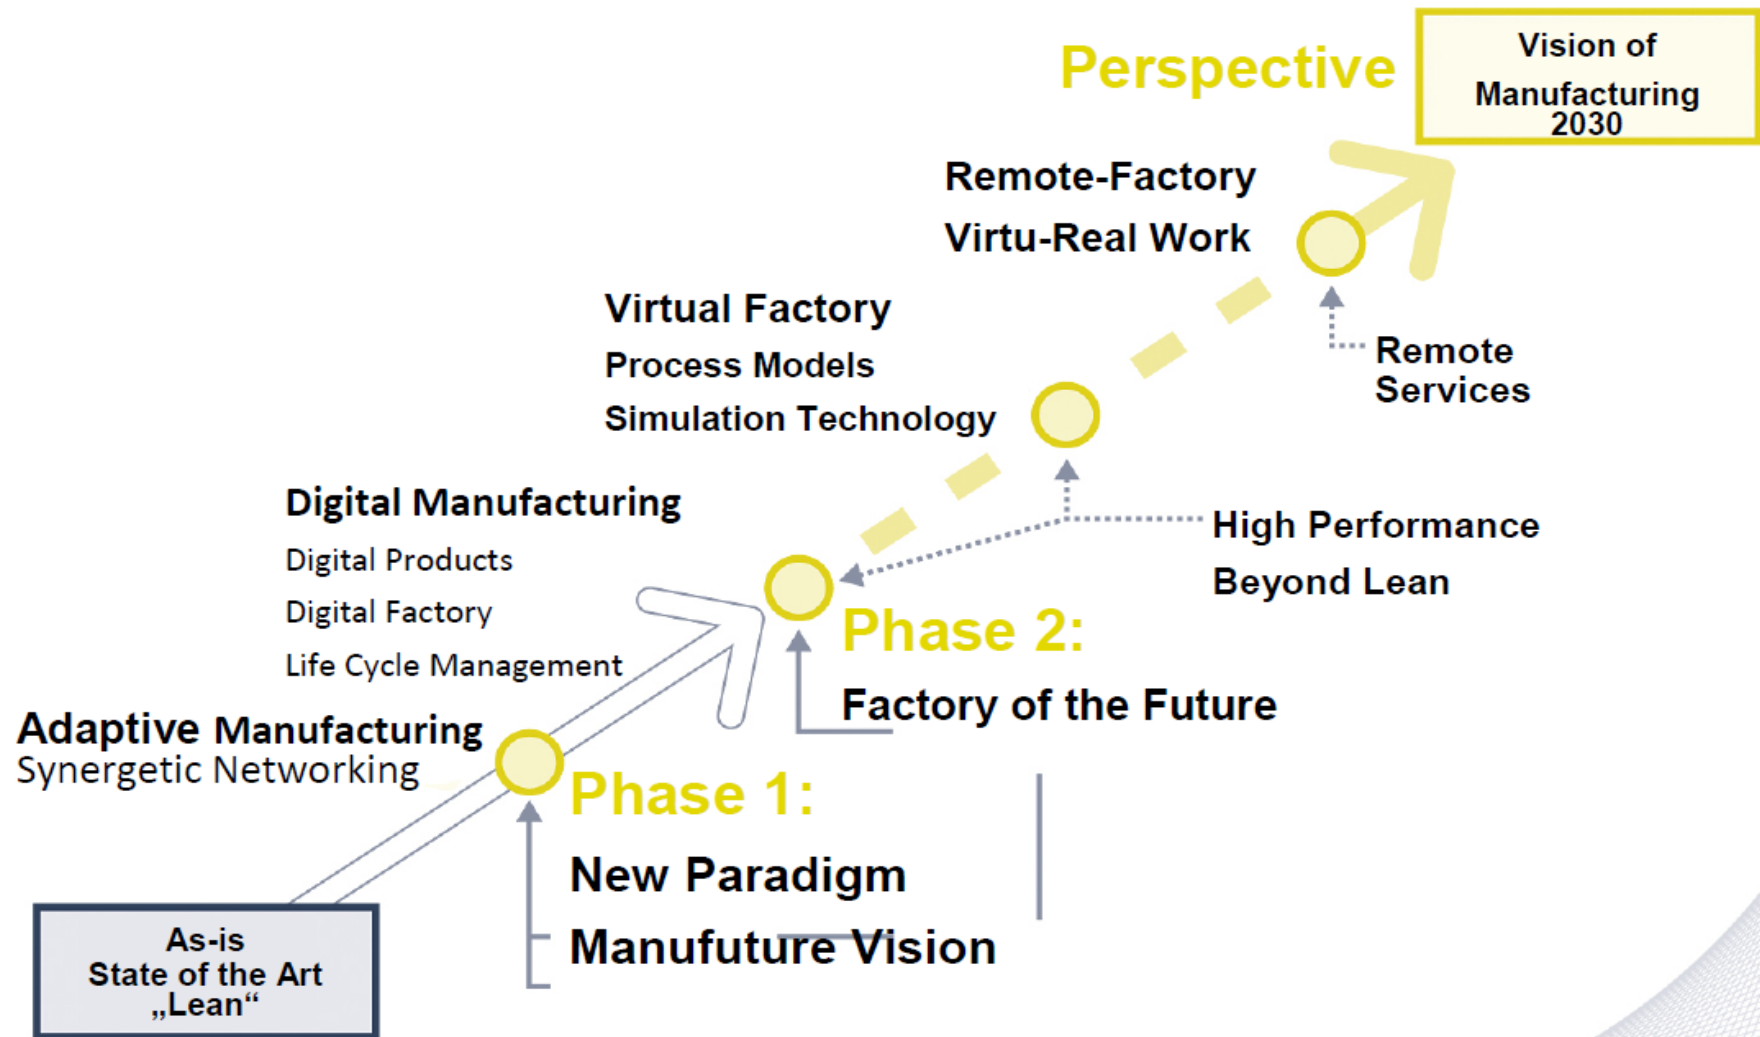 Perspective
Vision of
Manufacturing
2030
Remote-Factory
Virtu-Real Work
Virtual Factory
Process Models
Simulation Technology
Remote
Services
Digital Manufacturing
Digital Products
Digital Factory
Life Cycle Management
High Performance
Beyond Lean
Phase 2:
Factory of the Future
Adaptive Manufacturing
Synergetic Networking
Phase 1:
New Paradigm
Manufuture Vision
As-is
State of the Art
„Lean“